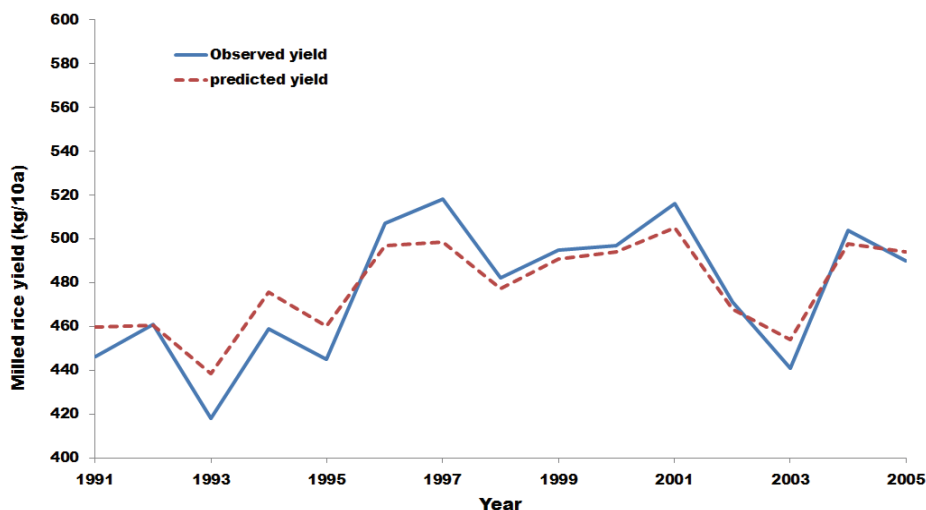 600
580
560
540
520
500
480
460
440
420
400
Milled rice yield (kg/10a)
Observed yield
predicted yield
1991 1993 1995 1997 1999 2001 2003 2005
Year